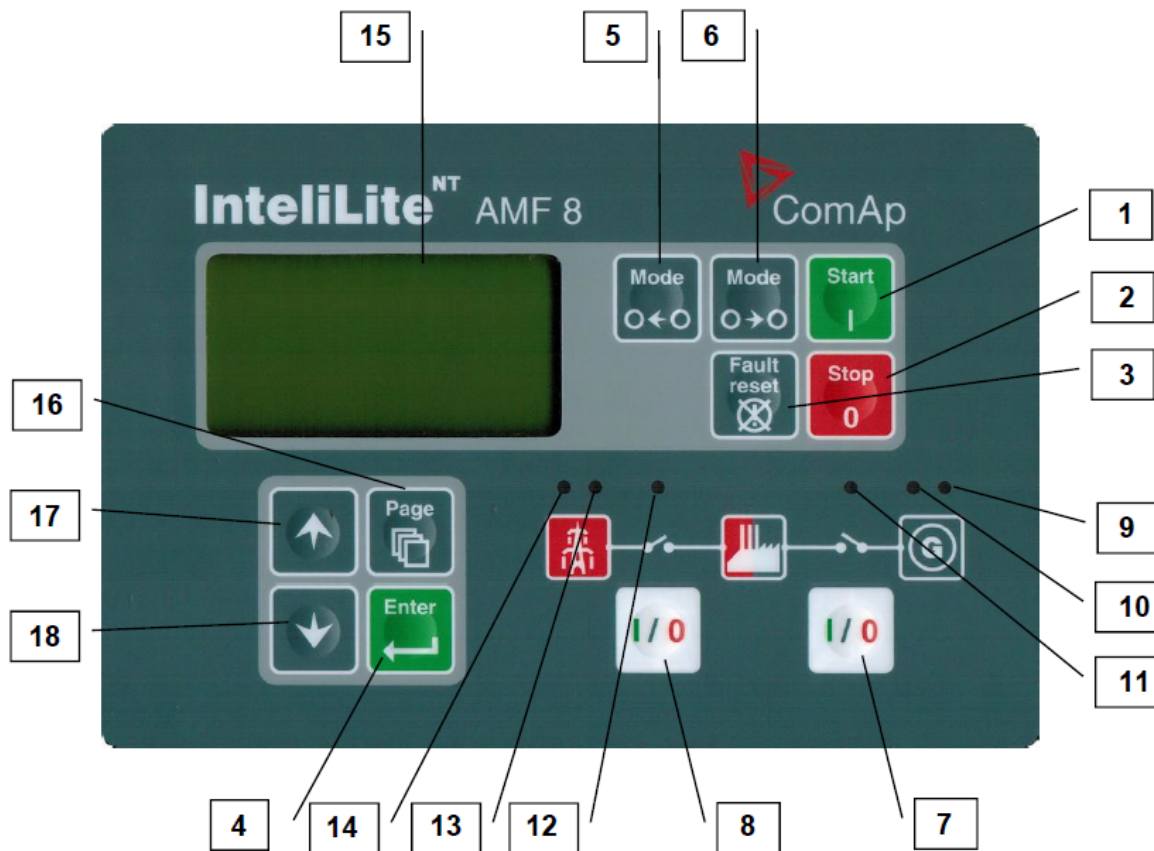 15
5
6
InteliLite NT AMF 8
ComAp
1
Mode
Mode
Start
I
2
Fault
reset
Stop
0
3
16
17
Page
9
G
10
18
Enter
I / 0
I / 0
11
4
14
13
12
8
7